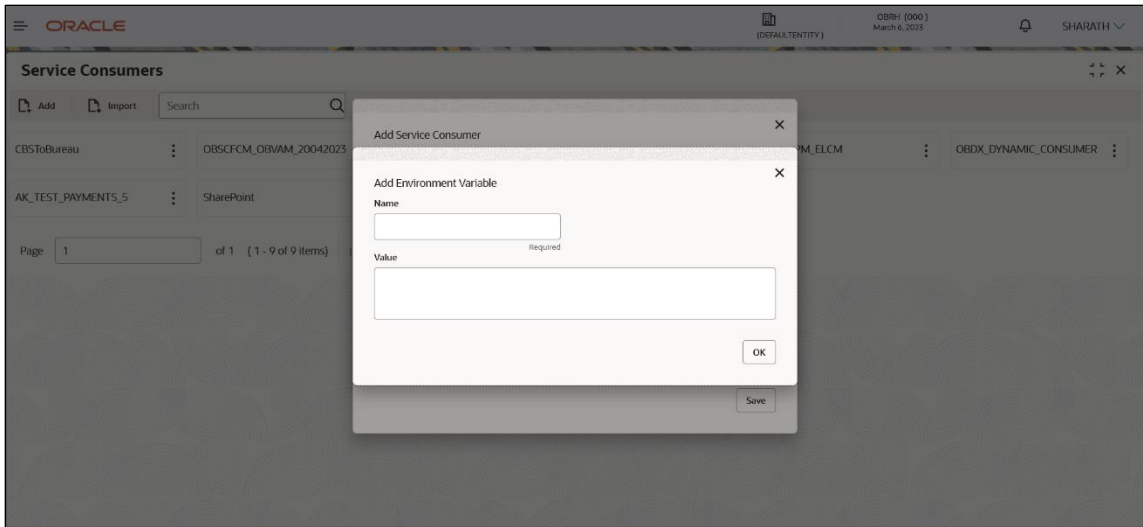 ORACLE
(DEFAULTENTITY)
OBRH (000)
March 6, 2023
SHARATH
Service Consumers
Add
Import
Search
Add Service Consumer
CBSToBureau
OBSCFCM_OBVAM_20042023
PM_ELCM
OBDX_DYNAMIC_CONSUMER
AK_TEST_PAYMENTS_5
SharePoint
Add Environment Variable
Name
Required
Value
Page 1 of 1 (1 - 9 of 9 items)
OK
Save